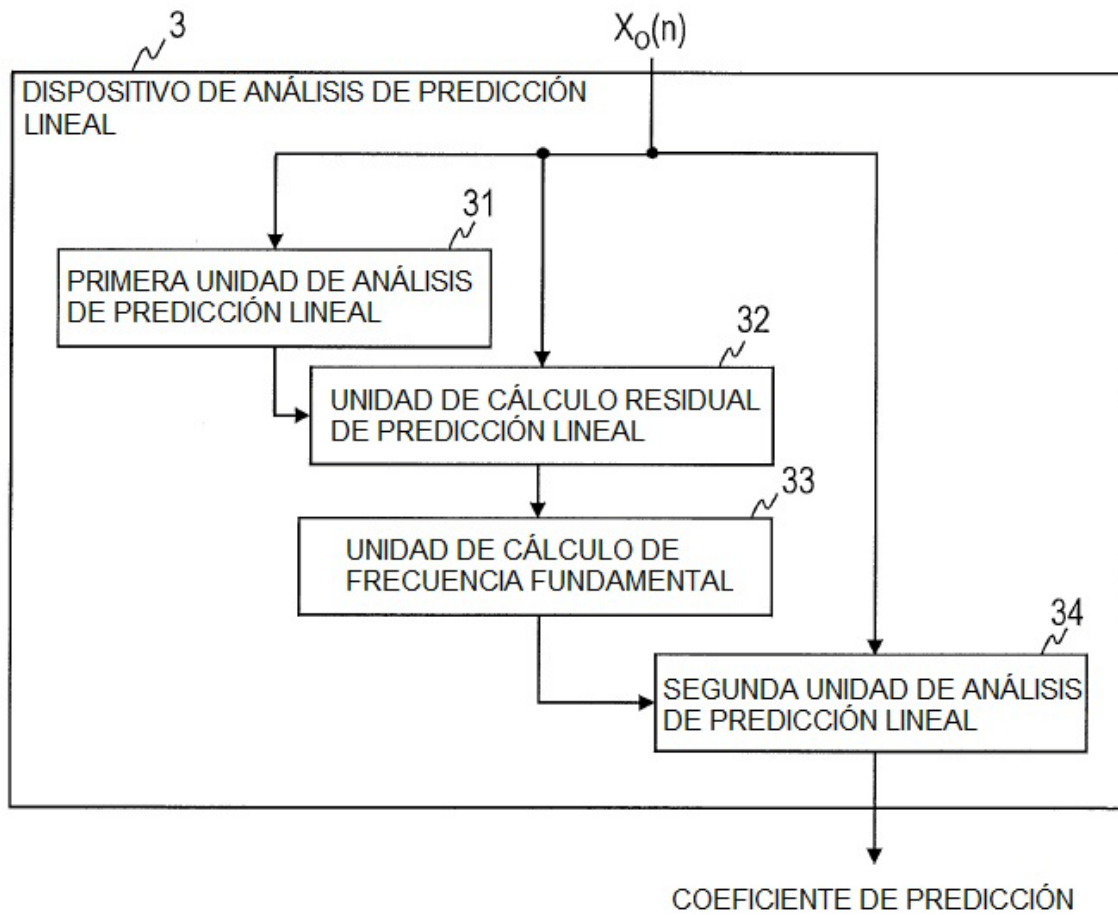 3
X₀(n)
DISPOSITIVO DE ANÁLISIS DE PREDICCIÓN
LINEAL
31
PRIMERA UNIDAD DE ANÁLISIS
DE PREDICCIÓN LINEAL
32
UNIDAD DE CÁLCULO RESIDUAL
DE PREDICCIÓN LINEAL
33
UNIDAD DE CÁLCULO DE
FRECUENCIA FUNDAMENTAL
34
SEGUNDA UNIDAD DE ANÁLISIS
DE PREDICCIÓN LINEAL
COEFICIENTE DE PREDICCIÓN